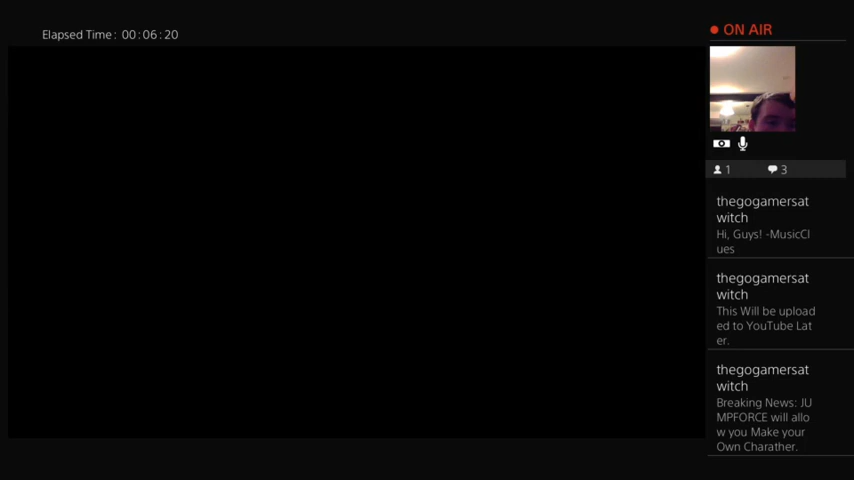 Elapsed Time: 00:06:20
ON AIR
1 3
thegogamersat
witch
Hi, Guys! -MusicCl
ues
thegogamersat
witch
This Will be upload
ed to YouTube Lat
er.
thegogamersat
witch
Breaking News: JU
MPFORCE will allo
w you Make your
Own Charather.